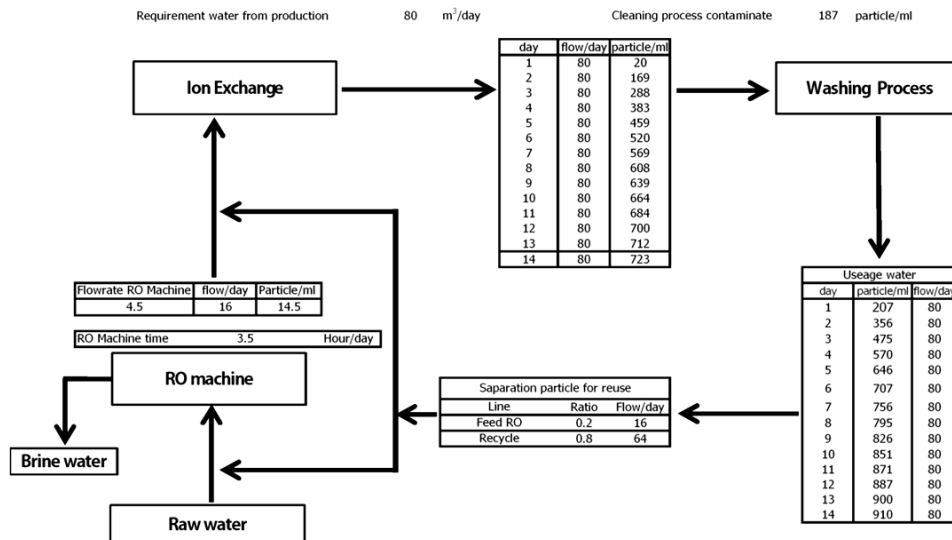 Requirement water from production 80 m³/day Cleaning process contaminate 187 particle/ml
Ion Exchange
day flow/day particle/ml
1 80 20
2 80 169
3 80 288
4 80 383
5 80 459
6 80 520
7 80 569
8 80 608
9 80 639
10 80 664
11 80 684
12 80 700
13 80 712
14 80 723
Washing Process
Flowrate RO Machine flow/day Particle/ml
4.5 16 14.5
RO Machine time 3.5 Hour/day
RO machine
Brine water
Raw water
Saparation particle for reuse
Line Ratio Flow/day
Feed RO 0.2 16
Recycle 0.8 64
Useage water
day particle/ml flow/day
1 207 80
2 356 80
3 475 80
4 570 80
5 646 80
6 707 80
7 756 80
8 795 80
9 826 80
10 851 80
11 871 80
12 887 80
13 900 80
14 910 80